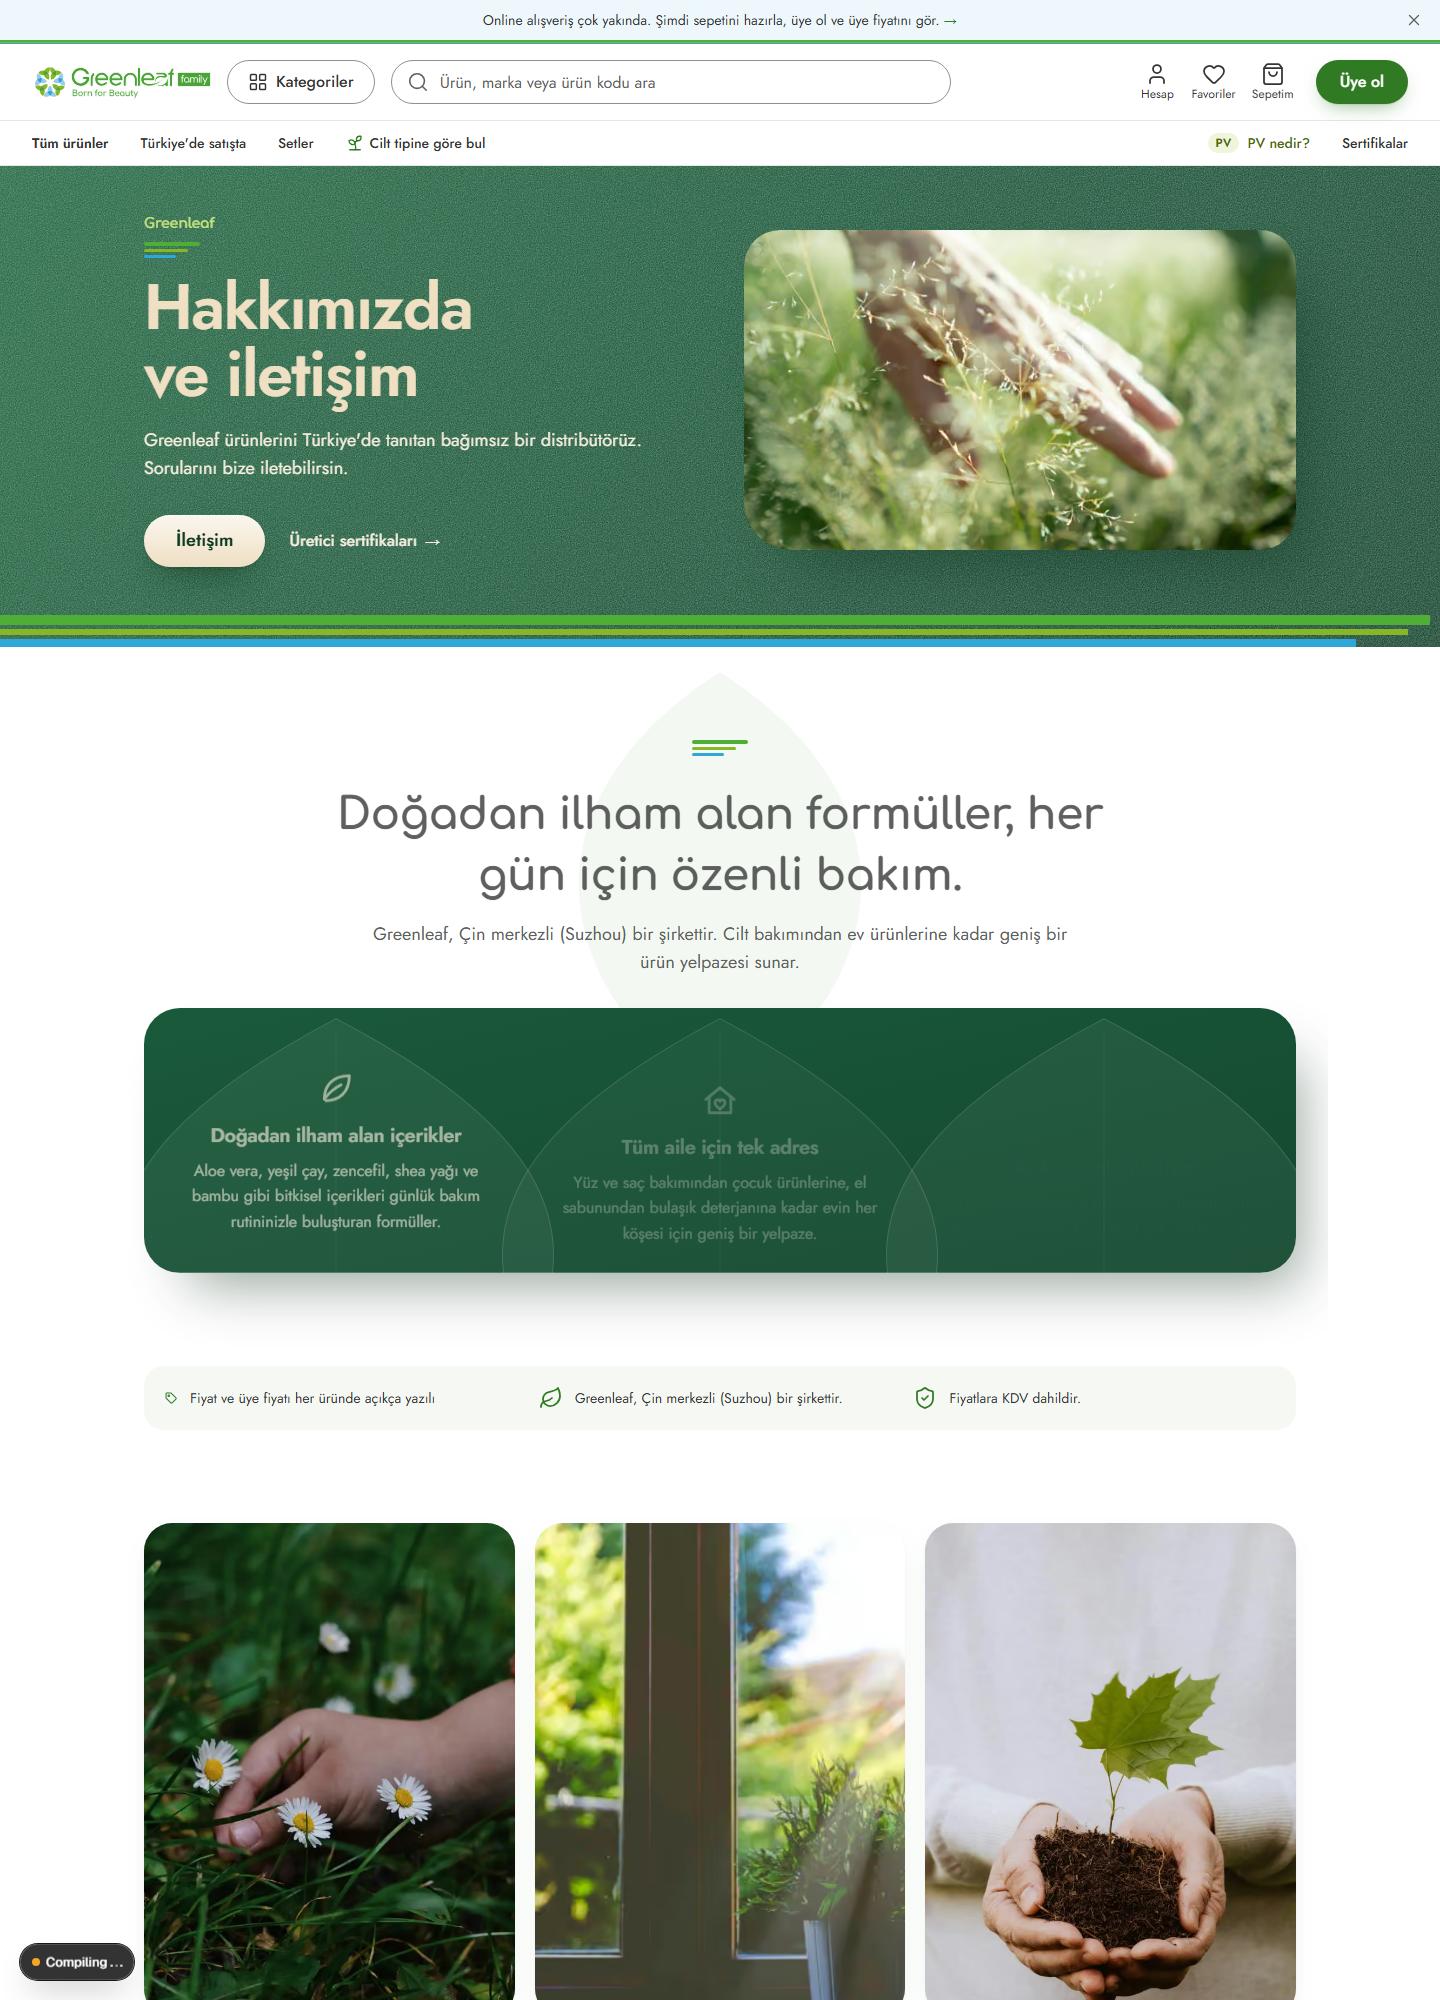 Online alışveriş çok yakında. Şimdi sepetini hazırla, üye ol ve üye fiyatını gör. →
Greenleaf family
Born for Beauty
Kategoriler
Ürün, marka veya ürün kodu ara
Hesap
Favoriler
Sepetim
Üye ol
Tüm ürünler
Türkiye'de satışta
Setler
Cilt tipine göre bul
PV
PV nedir?
Sertifikalar
Greenleaf
Hakkımızda
ve iletişim
Greenleaf ürünlerini Türkiye'de tanıtan bağımsız bir distribütörüz.
Sorularını bize iletebilirsin.
İletişim
Üretici sertifikaları →
Doğadan ilham alan formüller, her
gün için özenli bakım.
Greenleaf, Çin merkezli (Suzhou) bir şirkettir. Cilt bakımından ev ürünlerine kadar geniş bir
ürün yelpazesi sunar.
Doğadan ilham alan içerikler
Aloe vera, yeşil çay, zencefil, shea yağı ve
bambu gibi bitkisel içerikleri günlük bakım
rutininizle buluşturan formüller.
Tüm aile için tek adres
Yüz ve saç bakımından çocuk ürünlerine, el
sabunundan bulaşık deterjanına kadar evin her
köşesi için geniş bir yelpaze.
Fiyat ve üye fiyatı her üründe açıkça yazılı
Greenleaf, Çin merkezli (Suzhou) bir şirkettir.
Fiyatlara KDV dahildir.
Compiling ...